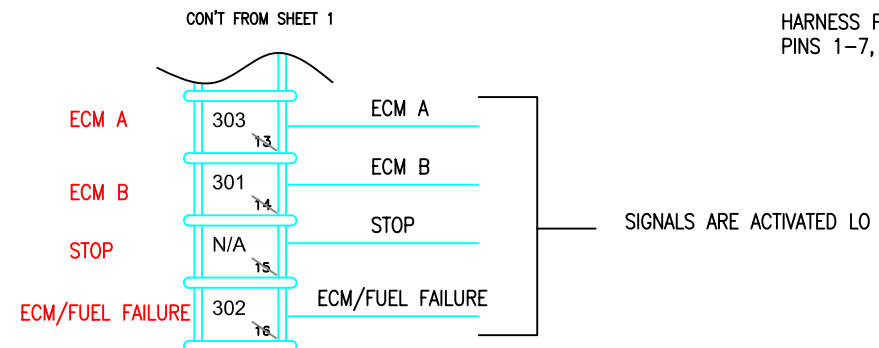 CON'T FROM SHEET 1
HARNESS
PINS 1-7,
ECM A
303
13
ECM A
ECM B
301
14
ECM B
STOP
N/A
15
STOP
SIGNALS ARE ACTIVATED LO
ECM/FUEL FAILURE
302
16
ECM/FUEL FAILURE